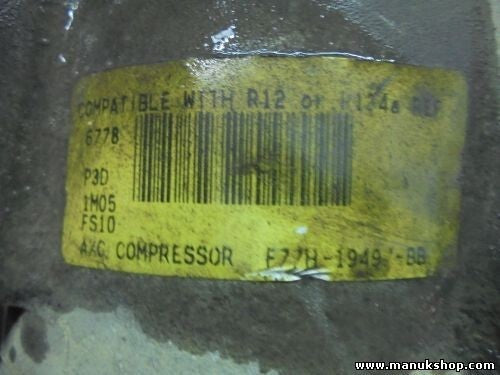 COMPATIBLE WITH R12 or R134a REF
6778
P3D
1M05
FS10
A/C COMPRESSOR
www.manukshop.com